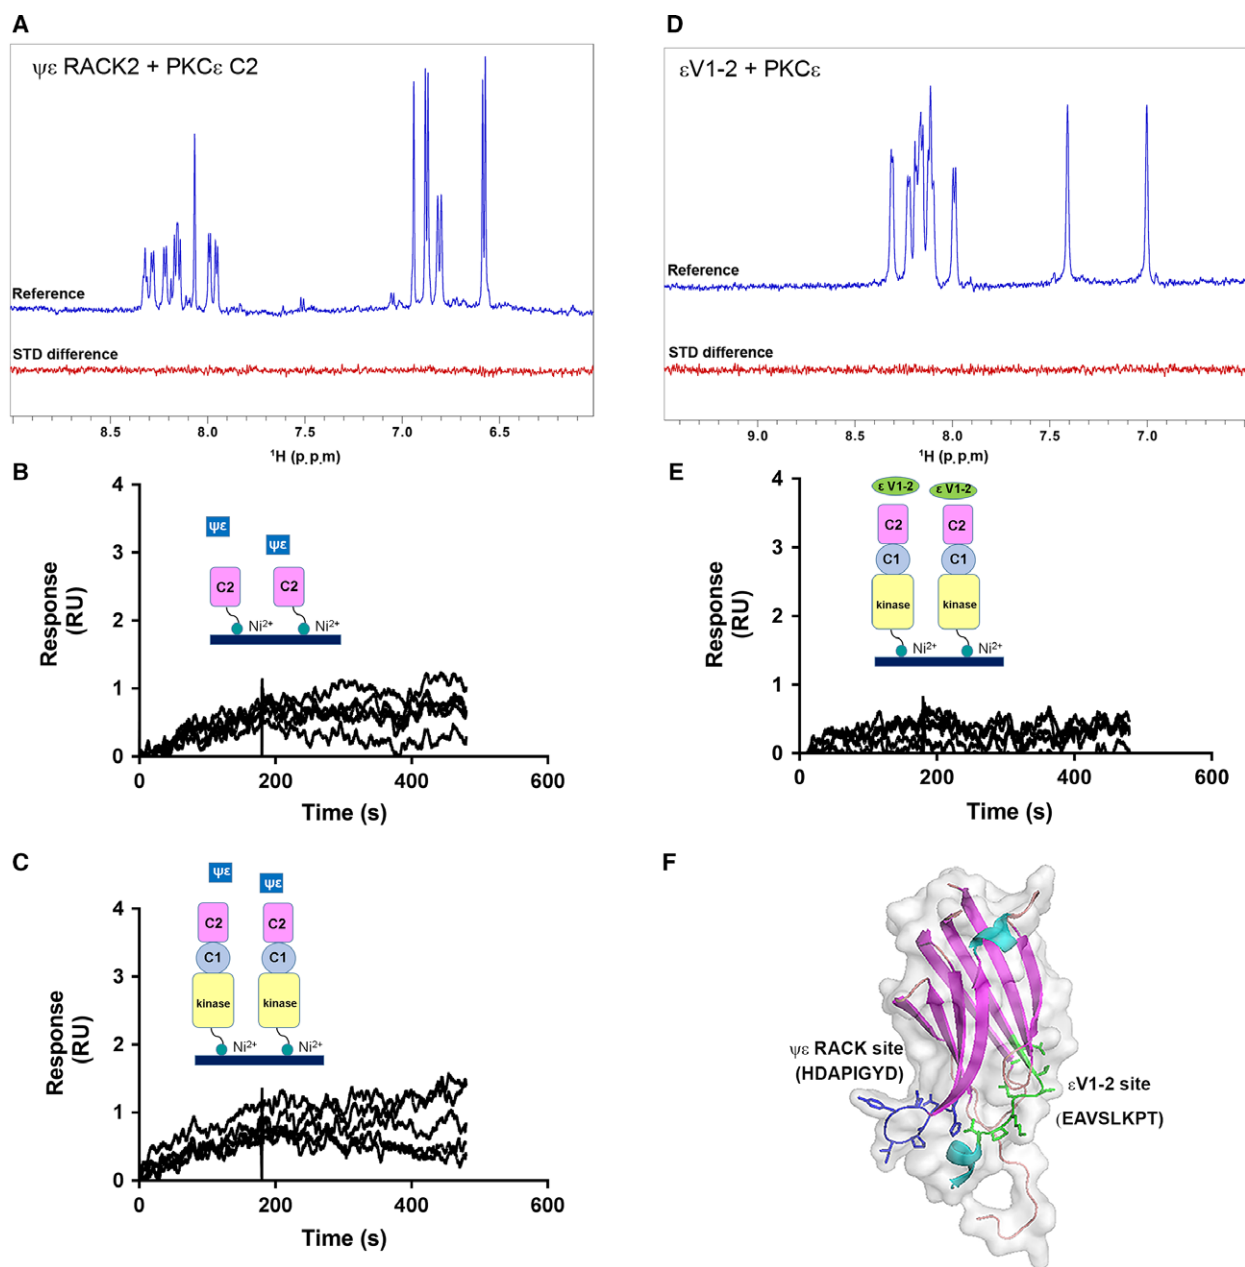 A
ψε RACK2 + PKCε C2
Reference
STD difference
8.5 8.0 7.0 6.5
¹H (p.p.m)
D
εV1-2 + PKCε
Reference
STD difference
9.0 8.5 8.0 7.5 7.0
¹H (p.p.m)
B
4
3
2
1
0
Response
(RU)
ψε
ψε
C2 C2
Ni²⁺ Ni²⁺
0 200 400 600
Time (s)
E
4
3
2
1
0
Response
(RU)
ε V1-2 ε V1-2
C2 C2
C1 C1
kinase kinase
Ni²⁺ Ni²⁺
0 200 400 600
Time (s)
C
4
3
2
1
0
Response
(RU)
ψε ψε
C2 C2
C1 C1
kinase kinase
Ni²⁺ Ni²⁺
0 200 400 600
Time (s)
F
ψε RACK site
(HDAPIGYD)
εV1-2 site
(EAVSLKPT)